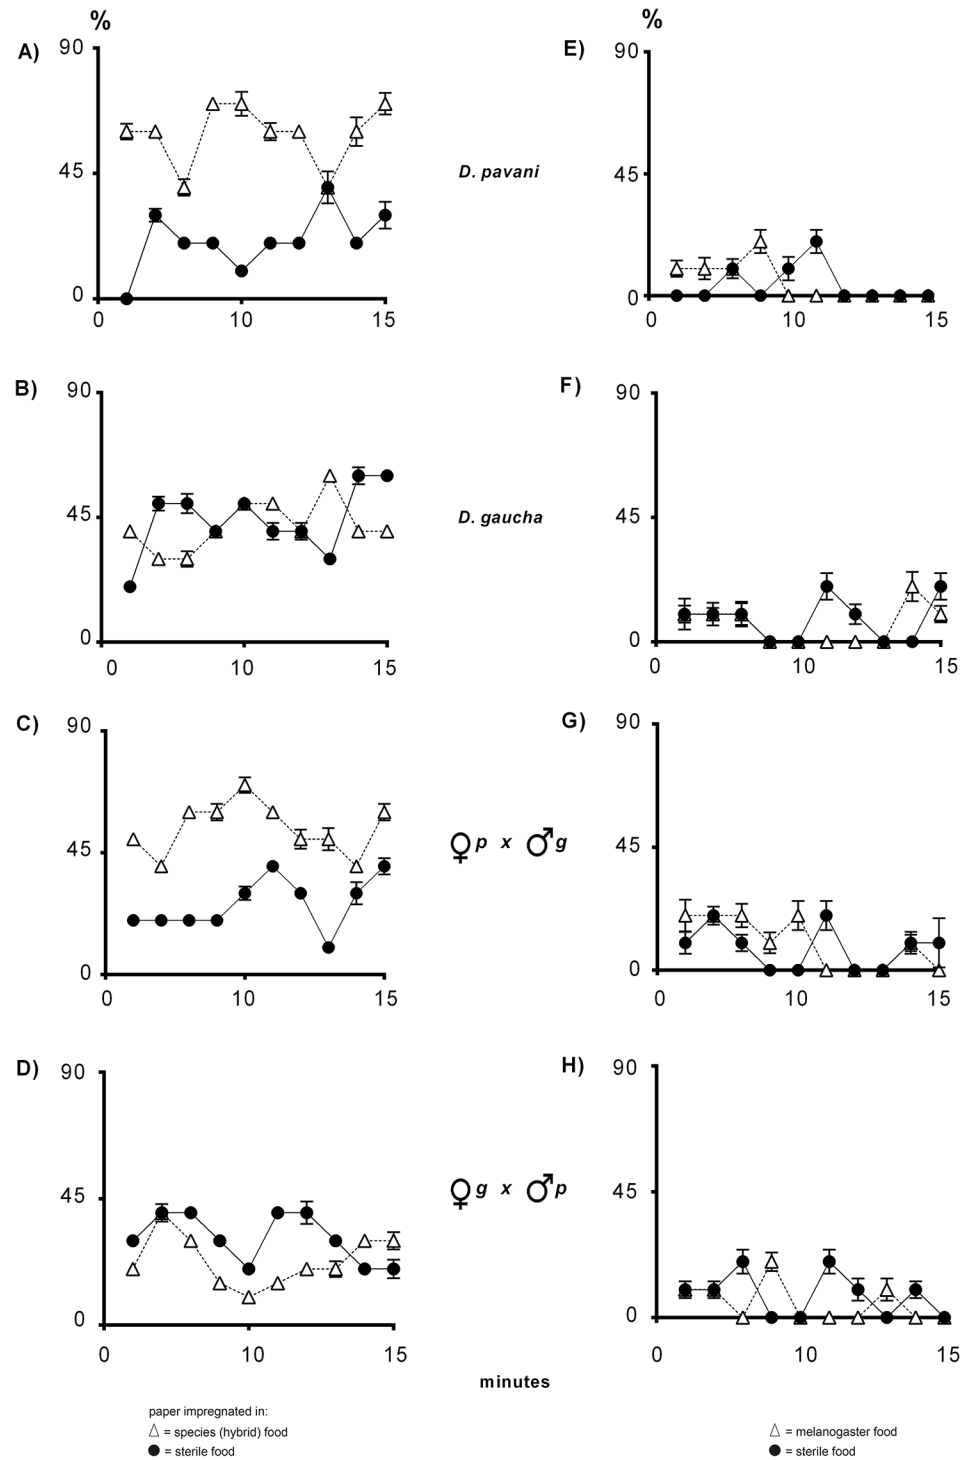 %
A)
90
45
0
0 10 15
D. pavani
%
E)
90
45
0
0 10 15
B)
90
45
0
0 10 15
D. gaucha
F)
90
45
0
0 10 15
C)
90
45
0
0 10 15
♀ p x ♂ g
G)
90
45
0
0 10 15
D)
90
45
0
0 10 15
♀ g x ♂ p
H)
90
45
0
0 10 15
minutes
paper impregnated in:
△ = species (hybrid) food
● = sterile food
△ = melanogaster food
● = sterile food